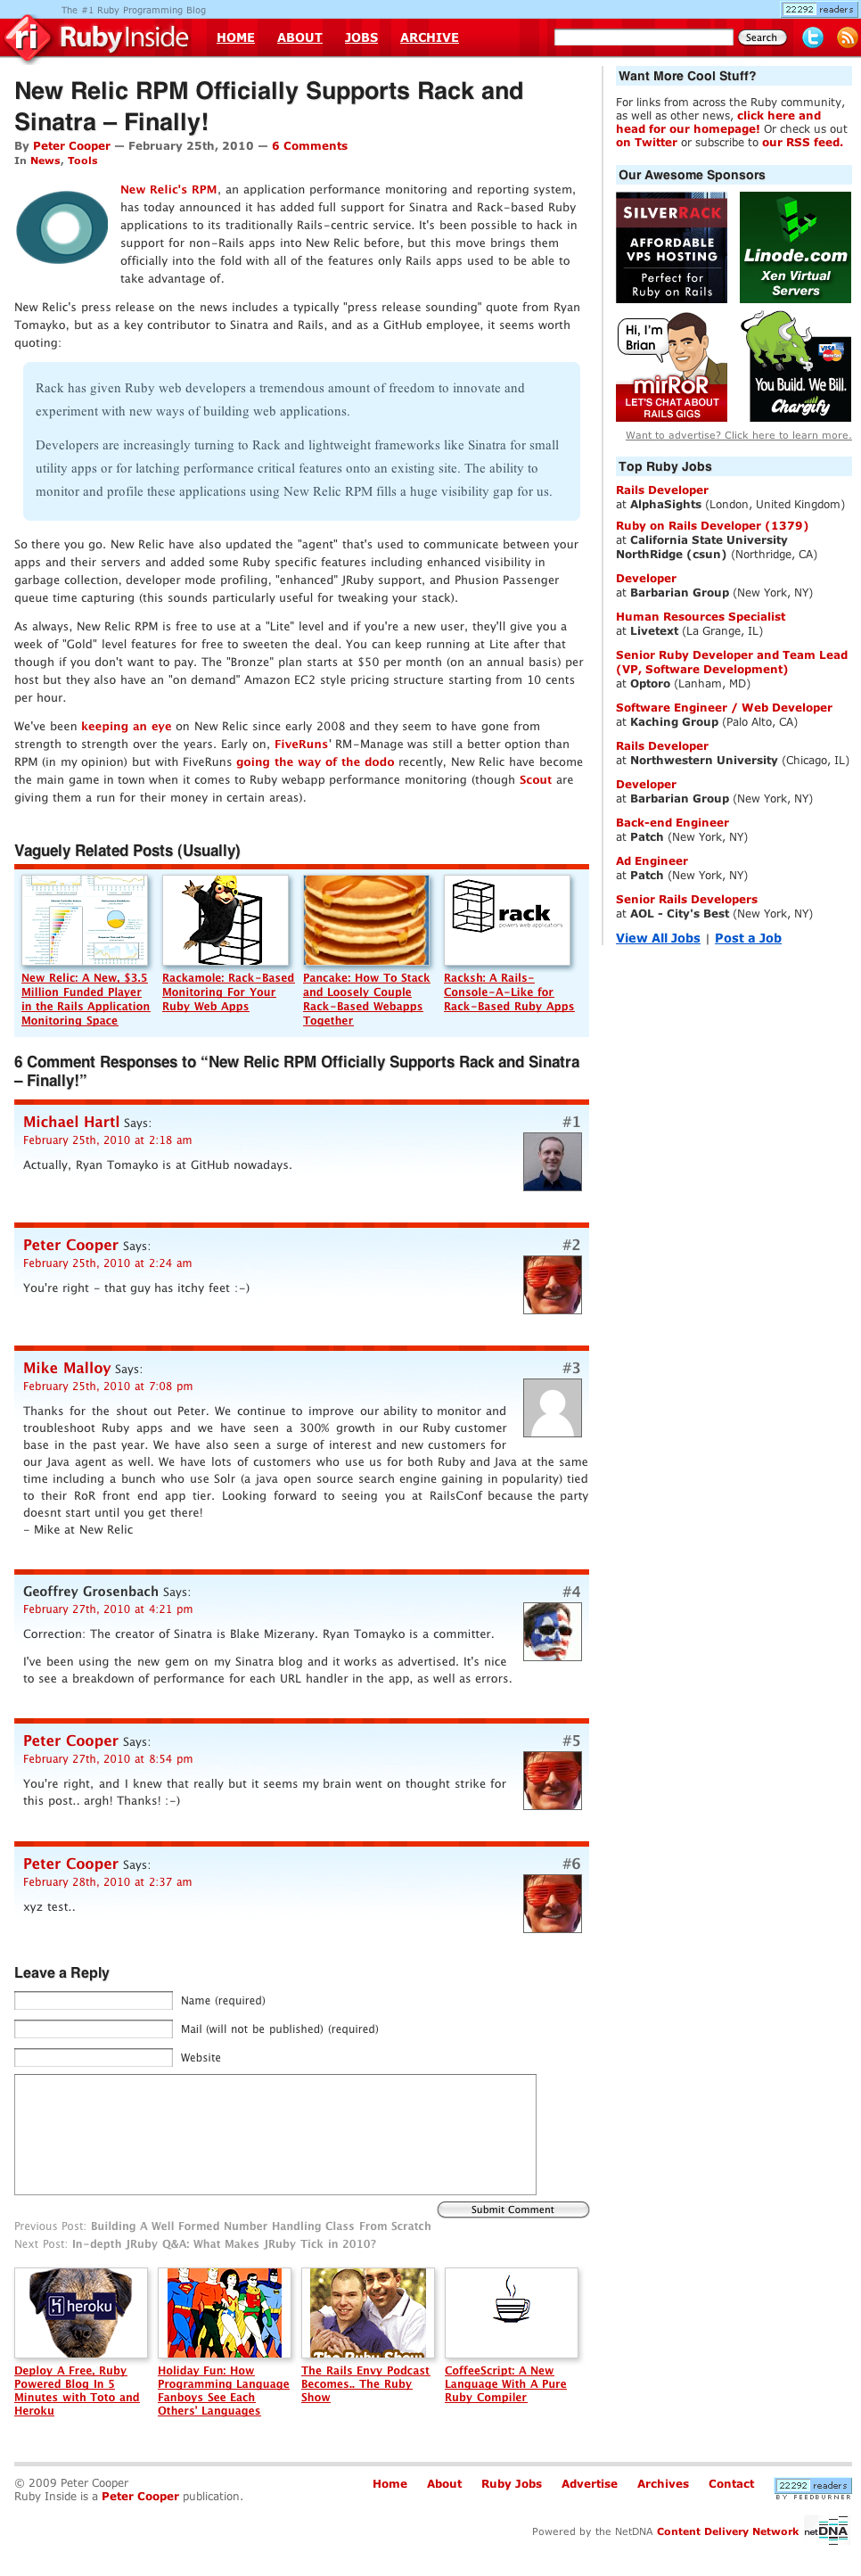 The #1 Ruby Programming Blog
22292 readers
ri RubyInside
HOME ABOUT JOBS ARCHIVE
Search
New Relic RPM Officially Supports Rack and
Sinatra – Finally!
By Peter Cooper — February 25th, 2010 — 6 Comments
In News, Tools
New Relic's RPM, an application performance monitoring and reporting system,
has today announced it has added full support for Sinatra and Rack-based Ruby
applications to its traditionally Rails-centric service. It's been possible to hack in
support for non-Rails apps into New Relic before, but this move brings them
officially into the fold with all of the features only Rails apps used to be able to
take advantage of.
New Relic's press release on the news includes a typically "press release sounding" quote from Ryan
Tomayko, but as a key contributor to Sinatra and Rails, and as a GitHub employee, it seems worth
quoting:
Rack has given Ruby web developers a tremendous amount of freedom to innovate and
experiment with new ways of building web applications.
Developers are increasingly turning to Rack and lightweight frameworks like Sinatra for small
utility apps or for latching performance critical features onto an existing site. The ability to
monitor and profile these applications using New Relic RPM fills a huge visibility gap for us.
So there you go. New Relic have also updated the "agent" that's used to communicate between your
apps and their servers and added some Ruby specific features including enhanced visibility in
garbage collection, developer mode profiling, "enhanced" JRuby support, and Phusion Passenger
queue time capturing (this sounds particularly useful for tweaking your stack).
As always, New Relic RPM is free to use at a "Lite" level and if you're a new user, they'll give you a
week of "Gold" level features for free to sweeten the deal. You can keep running at Lite after that
though if you don't want to pay. The "Bronze" plan starts at $50 per month (on an annual basis) per
host but they also have an "on demand" Amazon EC2 style pricing structure starting from 10 cents
per hour.
We've been keeping an eye on New Relic since early 2008 and they seem to have gone from
strength to strength over the years. Early on, FiveRuns' RM-Manage was still a better option than
RPM (in my opinion) but with FiveRuns going the way of the dodo recently, New Relic have become
the main game in town when it comes to Ruby webapp performance monitoring (though Scout are
giving them a run for their money in certain areas).
Vaguely Related Posts (Usually)
rack
powers web applications
New Relic: A New, $3.5
Million Funded Player
in the Rails Application
Monitoring Space
Rackamole: Rack-Based
Monitoring For Your
Ruby Web Apps
Pancake: How To Stack
and Loosely Couple
Rack-Based Webapps
Together
Racksh: A Rails-
Console-A-Like for
Rack-Based Ruby Apps
6 Comment Responses to “New Relic RPM Officially Supports Rack and Sinatra
– Finally!”
Michael Hartl Says:
#1
February 25th, 2010 at 2:18 am
Actually, Ryan Tomayko is at GitHub nowadays.
Peter Cooper Says:
#2
February 25th, 2010 at 2:24 am
You're right - that guy has itchy feet :-)
Mike Malloy Says:
#3
February 25th, 2010 at 7:08 pm
Thanks for the shout out Peter. We continue to improve our ability to monitor and
troubleshoot Ruby apps and we have seen a 300% growth in our Ruby customer
base in the past year. We have also seen a surge of interest and new customers for
our Java agent as well. We have lots of customers who use us for both Ruby and Java at the same
time including a bunch who use Solr (a java open source search engine gaining in popularity) tied
to their RoR front end app tier. Looking forward to seeing you at RailsConf because the party
doesnt start until you get there!
- Mike at New Relic
Geoffrey Grosenbach Says:
#4
February 27th, 2010 at 4:21 pm
Correction: The creator of Sinatra is Blake Mizerany. Ryan Tomayko is a committer.
I've been using the new gem on my Sinatra blog and it works as advertised. It's nice
to see a breakdown of performance for each URL handler in the app, as well as errors.
Peter Cooper Says:
#5
February 27th, 2010 at 8:54 pm
You're right, and I knew that really but it seems my brain went on thought strike for
this post.. argh! Thanks! :-)
Peter Cooper Says:
#6
February 28th, 2010 at 2:37 am
xyz test..
Leave a Reply
Name (required)
Mail (will not be published) (required)
Website
Submit Comment
Previous Post: Building A Well Formed Number Handling Class From Scratch
Next Post: In-depth JRuby Q&A: What Makes JRuby Tick in 2010?
heroku
The Ruby Show
Deploy A Free, Ruby
Powered Blog In 5
Minutes with Toto and
Heroku
Holiday Fun: How
Programming Language
Fanboys See Each
Others' Languages
The Rails Envy Podcast
Becomes.. The Ruby
Show
CoffeeScript: A New
Language With A Pure
Ruby Compiler
Want More Cool Stuff?
For links from across the Ruby community,
as well as other news, click here and
head for our homepage! Or check us out
on Twitter or subscribe to our RSS feed.
Our Awesome Sponsors
SILVERRACK
AFFORDABLE
VPS HOSTING
Perfect for
Ruby on Rails
Linode.com
Xen Virtual
Servers
Hi, I'm
Brian
mirRoR
LET'S CHAT ABOUT
RAILS GIGS
VISA
You Build. We Bill.
Chargify
Want to advertise? Click here to learn more.
Top Ruby Jobs
Rails Developer
at AlphaSights (London, United Kingdom)
Ruby on Rails Developer (1379)
at California State University
NorthRidge (csun) (Northridge, CA)
Developer
at Barbarian Group (New York, NY)
Human Resources Specialist
at Livetext (La Grange, IL)
Senior Ruby Developer and Team Lead
(VP, Software Development)
at Optoro (Lanham, MD)
Software Engineer / Web Developer
at Kaching Group (Palo Alto, CA)
Rails Developer
at Northwestern University (Chicago, IL)
Developer
at Barbarian Group (New York, NY)
Back-end Engineer
at Patch (New York, NY)
Ad Engineer
at Patch (New York, NY)
Senior Rails Developers
at AOL - City's Best (New York, NY)
View All Jobs | Post a Job
© 2009 Peter Cooper
Ruby Inside is a Peter Cooper publication.
Home About Ruby Jobs Advertise Archives Contact
22292 readers
BY FEEDBURNER
Powered by the NetDNA Content Delivery Network
netDNA